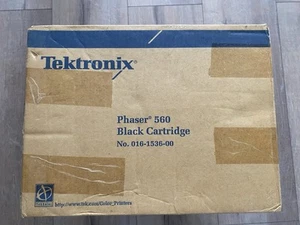 Tektronix®
Phaser® 560
Black Cartridge
No. 016-1536-00
http://www.tek.com/Color_Printers